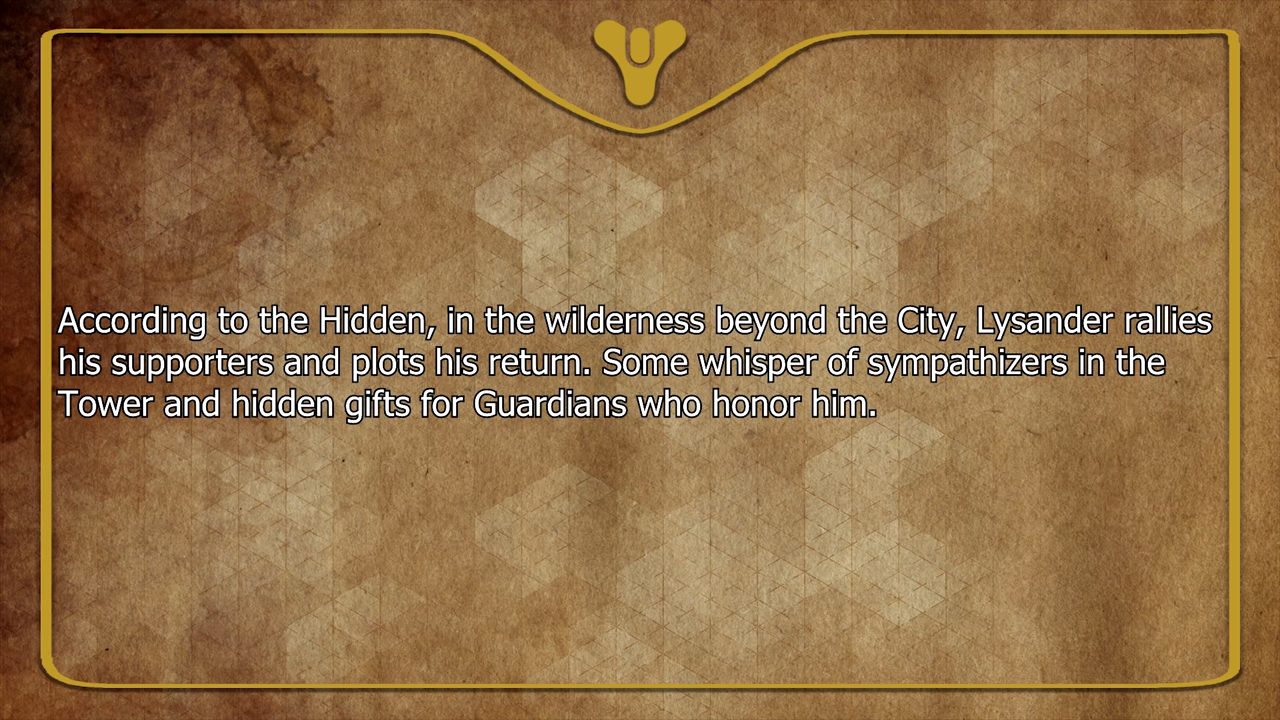 According to the Hidden, in the wilderness beyond the City, Lysander rallies
his supporters and plots his return. Some whisper of sympathizers in the
Tower and hidden gifts for Guardians who honor him.